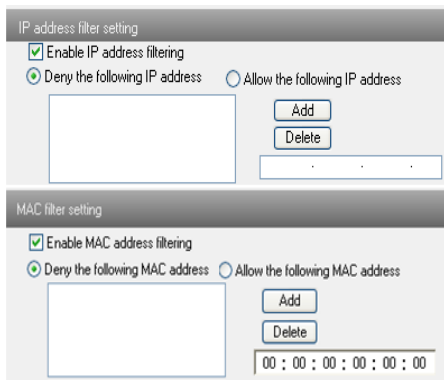 IP address filter setting
Enable IP address filtering
Deny the following IP address Allow the following IP address
Add
Delete
. . .
MAC filter setting
Enable MAC address filtering
Deny the following MAC address Allow the following MAC address
Add
Delete
00 : 00 : 00 : 00 : 00 : 00